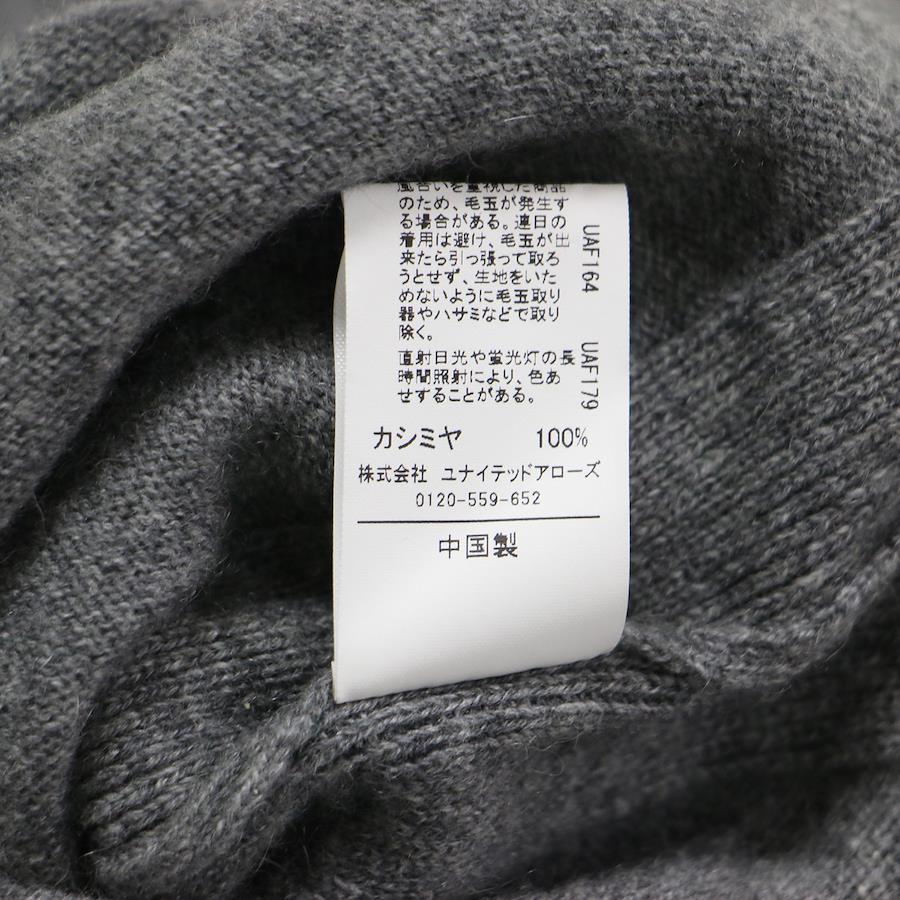 風合いを重視した商品
のため、毛玉が発生す
る場合がある。連日の
着用は避け、毛玉が出
来たら引っ張って取ろ
うとせず、生地をいた
めないように毛玉取り
器やハサミなどで取り
除く。
直射日光や蛍光灯の長
時間照射により、色あ
せすることがある。
UAF164
UAF179
カシミヤ 100%
株式会社 ユナイテッドアローズ
0120-559-652
中国製